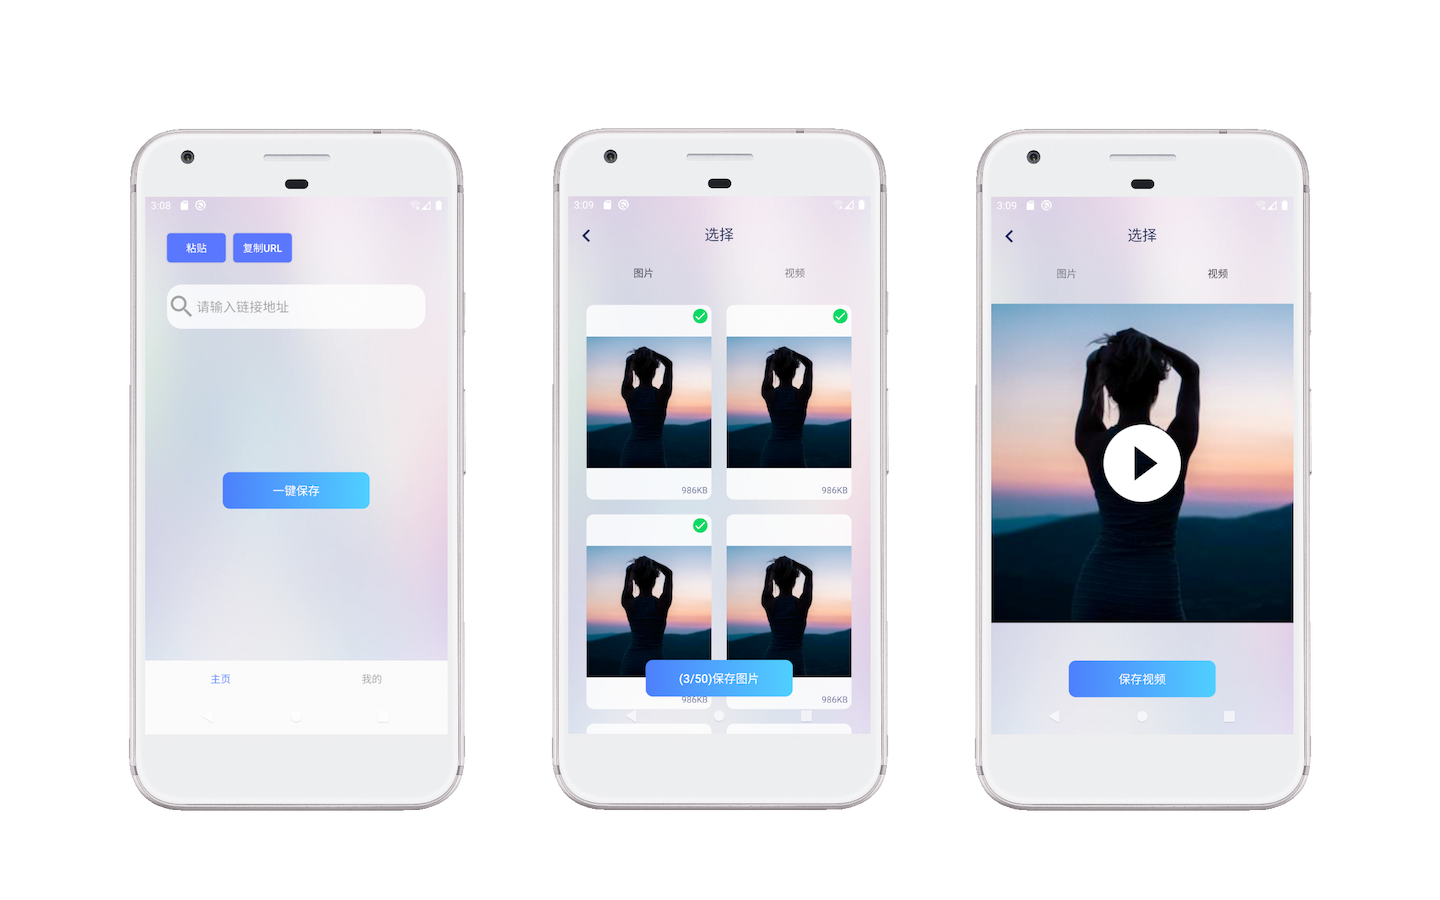 3:08
粘贴 复制URL
请输入链接地址
一键保存
主页 我的
3:09
选择
图片 视频
986KB 986KB
(3/50)保存图片
986KB 986KB
3:09
选择
图片 视频
保存视频